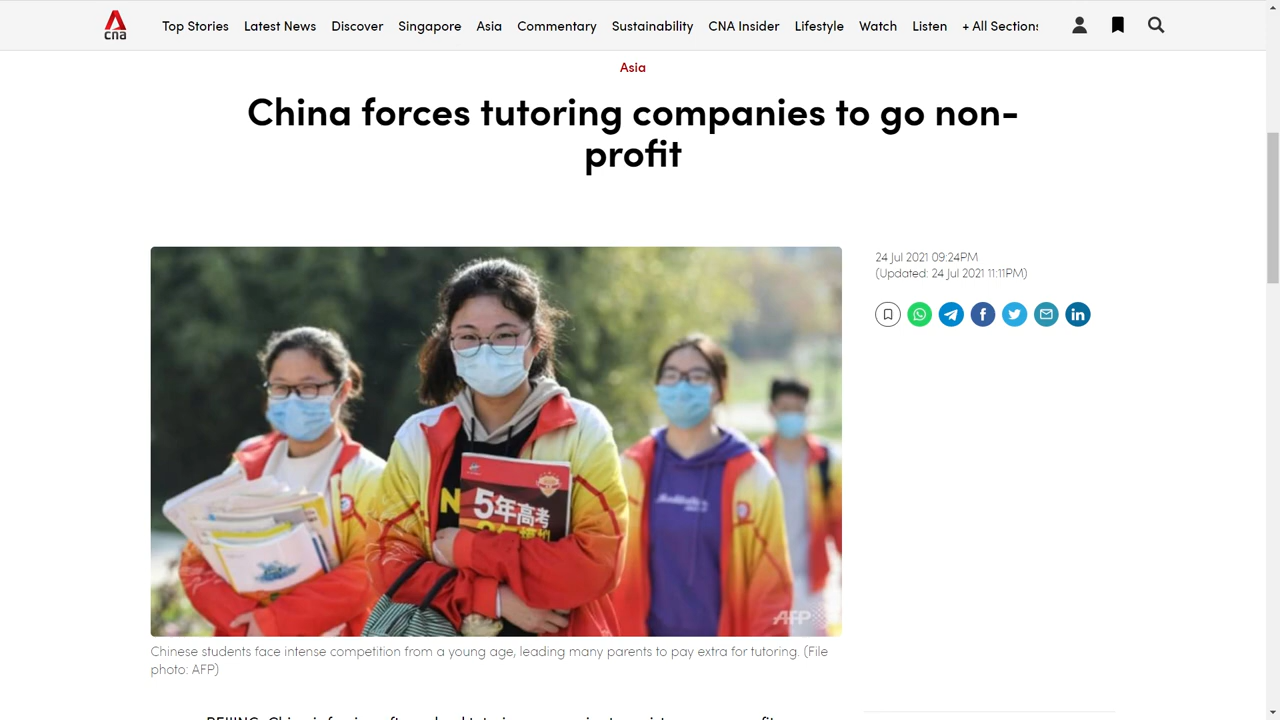 cna
Top Stories Latest News Discover Singapore Asia Commentary Sustainability CNA Insider Lifestyle Watch Listen + All Sections
Asia
China forces tutoring companies to go non-
profit
24 Jul 2021 09:24PM
(Updated: 24 Jul 2021 11:11PM)
5年高考
AFP
Chinese students face intense competition from a young age, leading many parents to pay extra for tutoring. (File
photo: AFP)